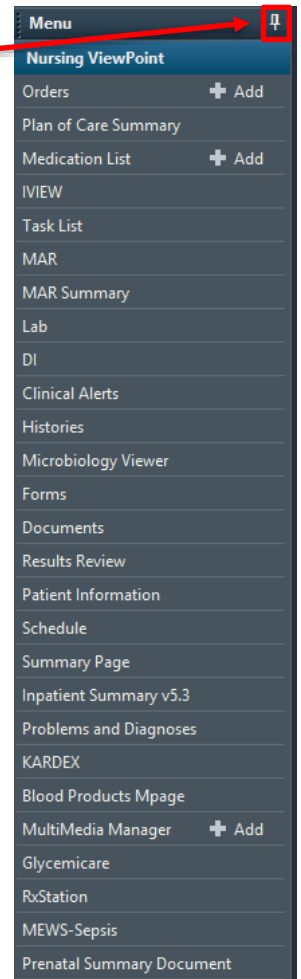 Menu
Nursing ViewPoint
Orders + Add
Plan of Care Summary
Medication List + Add
IVIEW
Task List
MAR
MAR Summary
Lab
DI
Clinical Alerts
Histories
Microbiology Viewer
Forms
Documents
Results Review
Patient Information
Schedule
Summary Page
Inpatient Summary v5.3
Problems and Diagnoses
KARDEX
Blood Products Mpage
MultiMedia Manager + Add
Glycemicare
RxStation
MEWS-Sepsis
Prenatal Summary Document